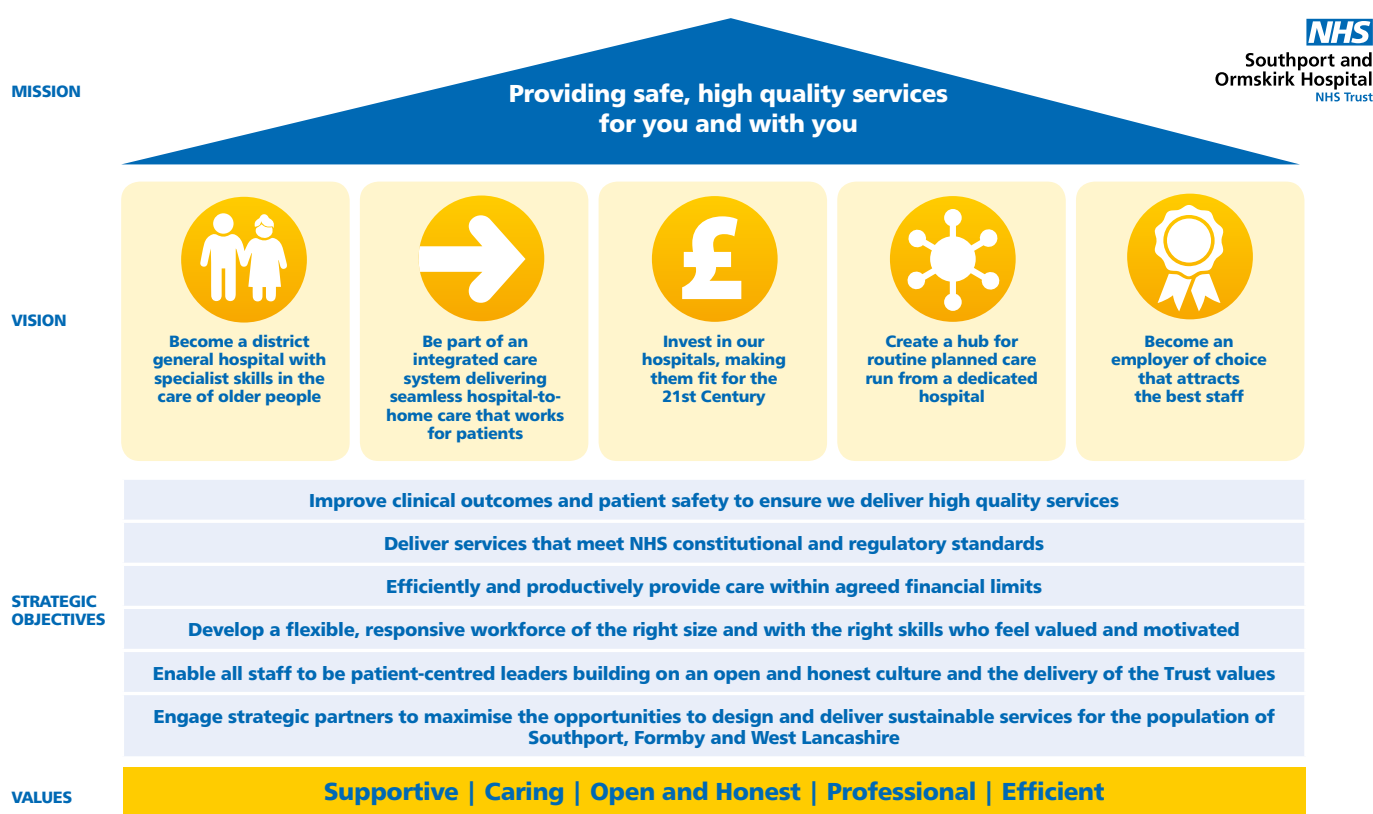 NHS
Southport and
Ormskirk Hospital
NHS Trust
MISSION
Providing safe, high quality services
for you and with you
VISION
£
Become a district
general hospital with
specialist skills in the
care of older people
Be part of an
integrated care
system delivering
seamless hospital-to-
home care that works
for patients
Invest in our
hospitals, making
them fit for the
21st Century
Create a hub for
routine planned care
run from a dedicated
hospital
Become an
employer of choice
that attracts
the best staff
STRATEGIC
OBJECTIVES
Improve clinical outcomes and patient safety to ensure we deliver high quality services
Deliver services that meet NHS constitutional and regulatory standards
Efficiently and productively provide care within agreed financial limits
Develop a flexible, responsive workforce of the right size and with the right skills who feel valued and motivated
Enable all staff to be patient-centred leaders building on an open and honest culture and the delivery of the Trust values
Engage strategic partners to maximise the opportunities to design and deliver sustainable services for the population of
Southport, Formby and West Lancashire
VALUES
Supportive | Caring | Open and Honest | Professional | Efficient